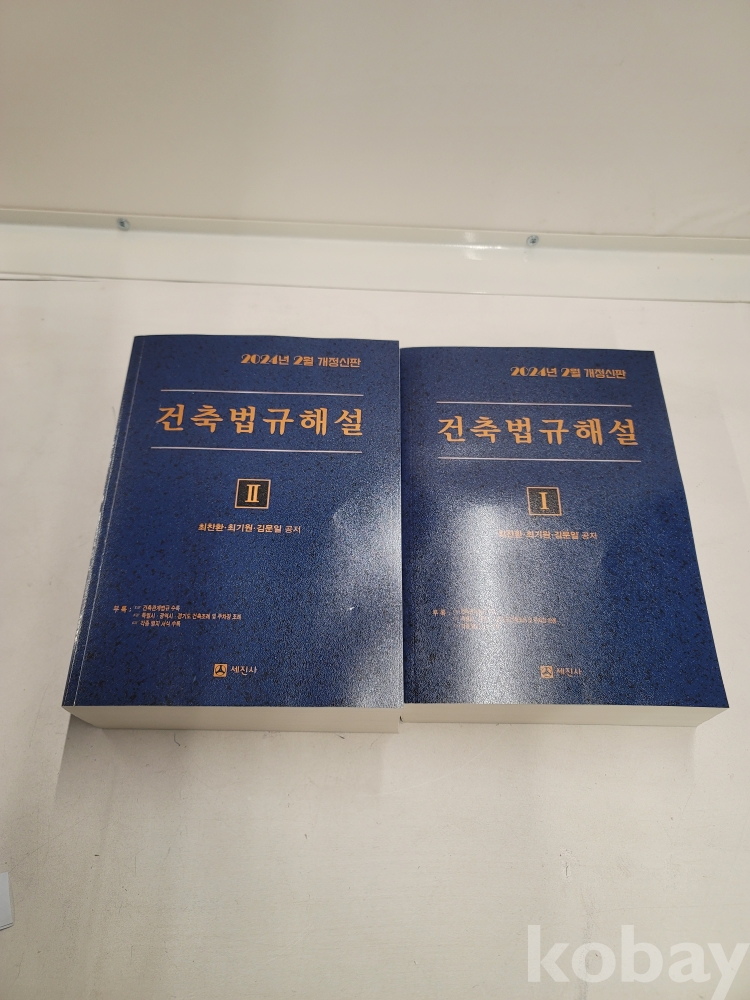 2024년 2월 개정신판
건축법규해설
II
최찬환·최기원·김문일 공저
부록 : 건축관계법규 수록
특별시·광역시·경기도 건축조례 및 주차장 조례
각종 별지 서식 수록
세진사
2024년 2월 개정신판
건축법규해설
I
최찬환·최기원·김문일 공저
부록
세진사
kobay